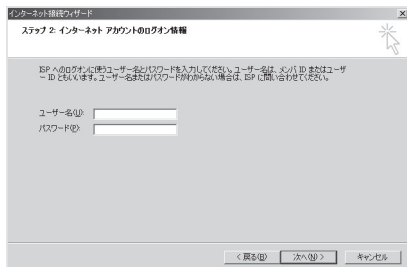 インターネット接続ウィザード
ステップ 2: インターネット アカウントのログオン情報
ISP へのログオンに使うユーザー名とパスワードを入力してください。ユーザー名は、メンバ ID またはユーザ
ー ID ともいいます。ユーザー名またはパスワードがわからない場合は、ISP に問い合わせてください。
ユーザー名(U):
パスワード(P):
< 戻る(B)
次へ(N) >
キャンセル